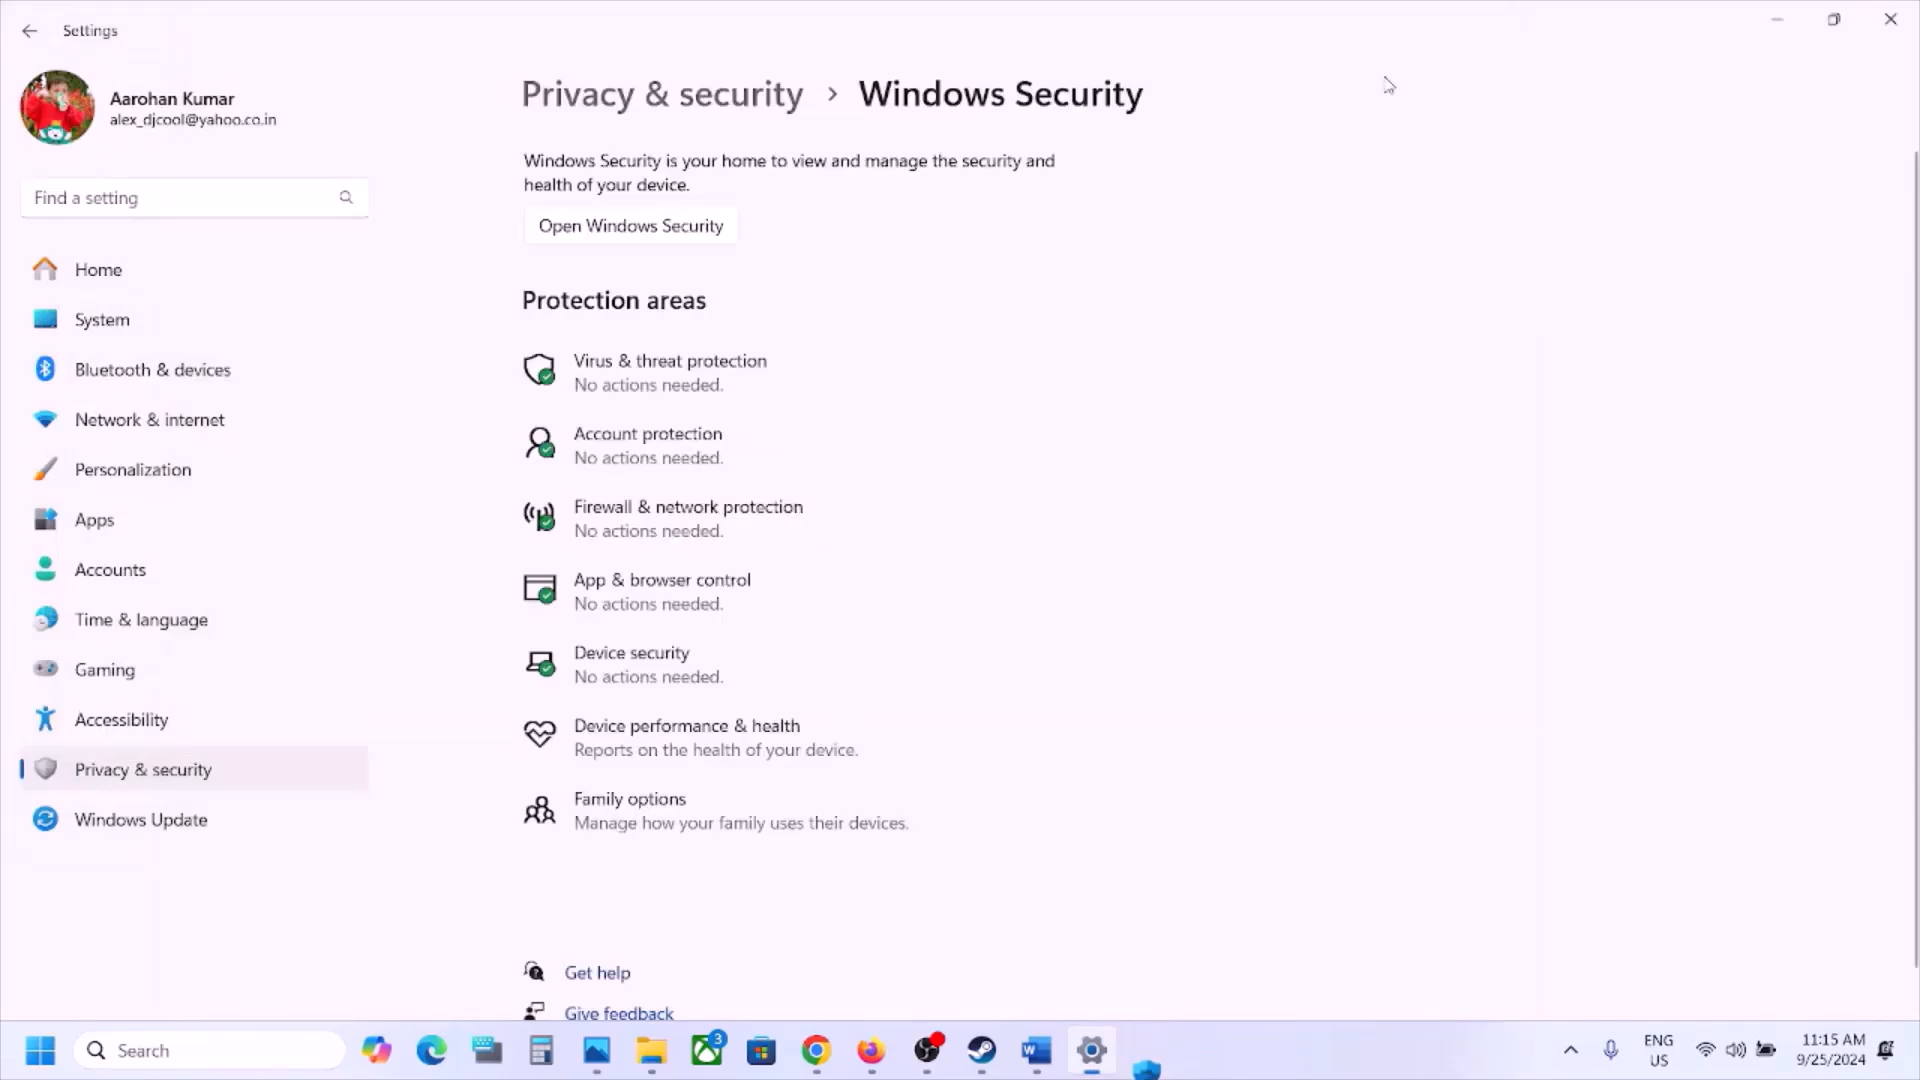 Settings
Aarohan Kumar
alex_djcool@yahoo.co.in
Find a setting
Home
System
Bluetooth & devices
Network & internet
Personalization
Apps
Accounts
Time & language
Gaming
Accessibility
Privacy & security
Windows Update
Privacy & security > Windows Security
Windows Security is your home to view and manage the security and
health of your device.
Open Windows Security
Protection areas
Virus & threat protection
No actions needed.
Account protection
No actions needed.
Firewall & network protection
No actions needed.
App & browser control
No actions needed.
Device security
No actions needed.
Device performance & health
Reports on the health of your device.
Family options
Manage how your family uses their devices.
Get help
Give feedback
Search
3
ENG
US
11:15 AM
9/25/2024